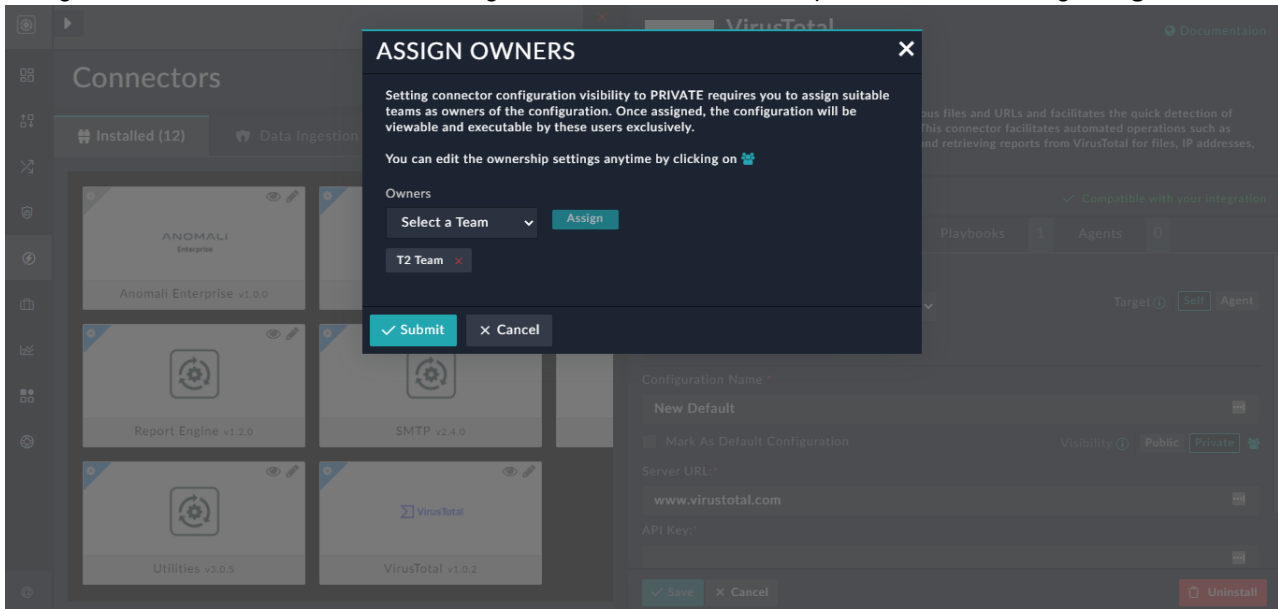 VirusTotal
Documentaion
ASSIGN OWNERS
Connectors
Setting connector configuration visibility to PRIVATE requires you to assign suitable
teams as owners of the configuration. Once assigned, the configuration will be
viewable and executable by these users exclusively.
ous files and URLs and facilitates the quick detection of
This connector facilitates automated operations such as
and retrieving reports from VirusTotal for files, IP addresses,
Installed (12)
Data Ingestion
You can edit the ownership settings anytime by clicking on
Owners
Select a Team
Assign
T2 Team
Submit
Cancel
Compatible with your integration
Playbooks 1 Agents 0
Target Self Agent
ANOMALI
Enterprise
Anomali Enterprise v1.0.0
Report Engine v1.2.0
SMTP v2.4.0
VirusTotal
Utilities v3.0.5
VirusTotal v1.0.2
Configuration Name *
New Default
Mark As Default Configuration
Visibility Public Private
Server URL:*
www.virustotal.com
API Key:*
Save Cancel
Uninstall